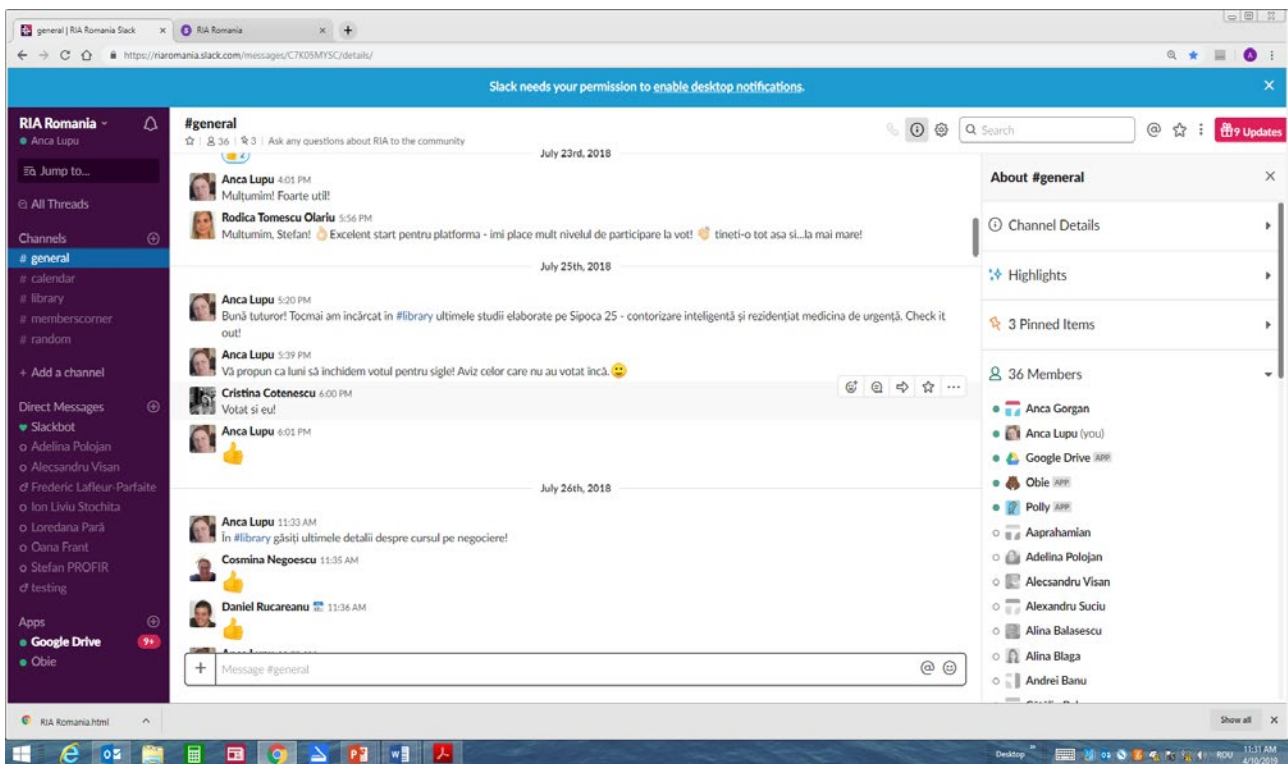 general | RIA Romania Slack
RIA Romania
https://riaromania.slack.com/messages/C7K05MYSC/details/
Slack needs your permission to enable desktop notifications.
RIA Romania
Anca Lupu
Jump to...
All Threads
Channels
# general
# calendar
# library
# memberscorner
# random
+ Add a channel
Direct Messages
Slackbot
Adelina Polojan
Alecsandru Visan
Frederic Lafleur-Parfaite
Ion Liviu Stochita
Loredana Pară
Oana Frant
Stefan PROFIR
testing
Apps
Google Drive 9+
Obie
#general
36 | 3 | Ask any questions about RIA to the community
Search
9 Updates
2
July 23rd, 2018
Anca Lupu 4:01 PM
Mulțumim! Foarte util!
Rodica Tomescu Olariu 5:56 PM
Multumim, Stefan! 👌 Excelent start pentru platforma - imi place mult nivelul de participare la vot! 👏 tineti-o tot asa si...la mai mare!
July 25th, 2018
Anca Lupu 5:20 PM
Bună tuturor! Tocmai am încărcat in #library ultimele studii elaborate pe Sipoca 25 - contorizare inteligentă și rezidențiat medicina de urgență. Check it
out!
Anca Lupu 5:39 PM
Vă propun ca luni să inchidem votul pentru sigle! Aviz celor care nu au votat incă. 🙂
Cristina Cotenescu 6:00 PM
Votat si eu!
Anca Lupu 6:01 PM
👍
July 26th, 2018
Anca Lupu 11:33 AM
În #library găsiți ultimele detalii despre cursul pe negociere!
Cosmina Negoescu 11:35 AM
👍
Daniel Rucareanu 11:36 AM
👍
Message #general
About #general
Channel Details
Highlights
3 Pinned Items
36 Members
Anca Gorgan
Anca Lupu (you)
Google Drive APP
Obie APP
Polly APP
Aaprahamian
Adelina Polojan
Alecsandru Visan
Alexandru Suciu
Alina Balasescu
Alina Blaga
Andrei Banu
RIA Romania.html
Show all
Desktop
ROU
11:31 AM
4/10/2019